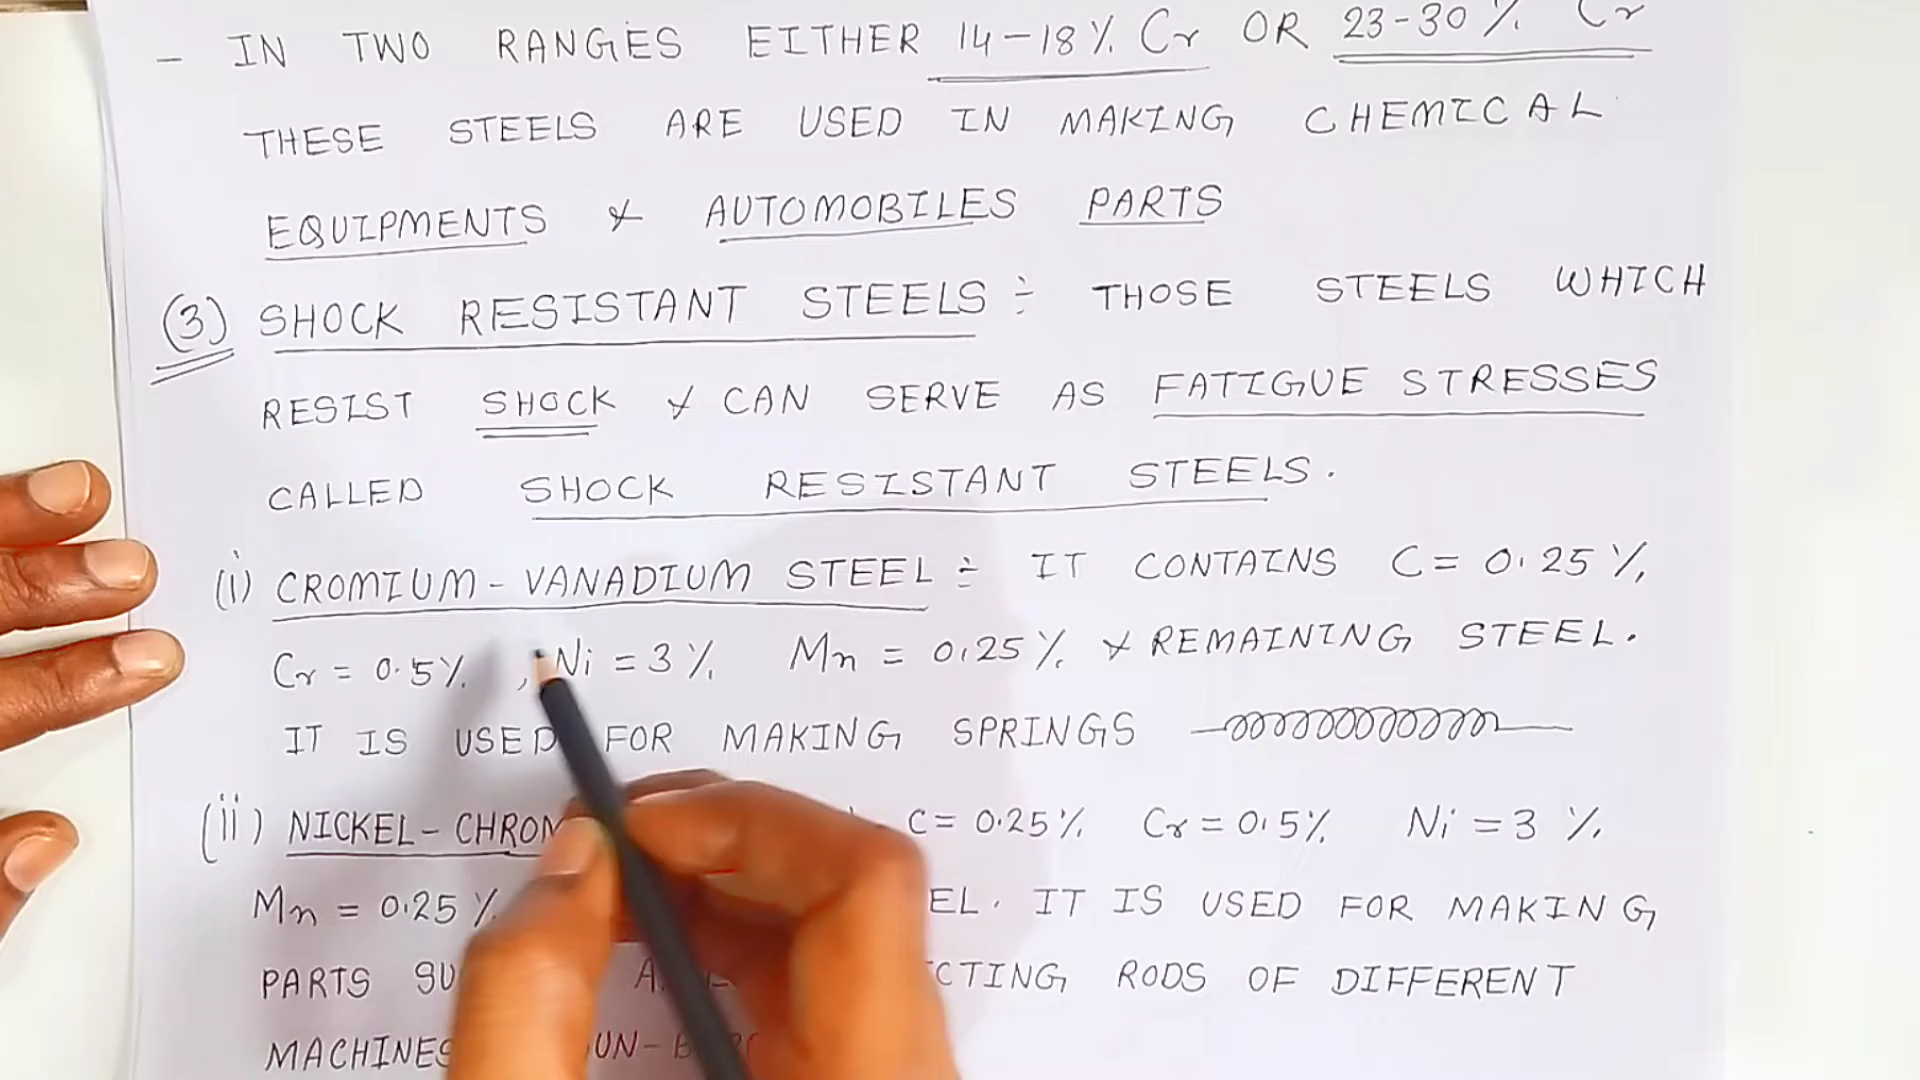 - IN TWO RANGES EITHER 14-18% Cr OR 23-30% Cr
THESE STEELS ARE USED IN MAKING CHEMICAL
EQUIPMENTS & AUTOMOBILES PARTS
(3) SHOCK RESISTANT STEELS ÷ THOSE STEELS WHICH
RESIST SHOCK & CAN SERVE AS FATIGUE STRESSES
CALLED SHOCK RESISTANT STEELS.
(i) CROMIUM-VANADIUM STEEL ÷ IT CONTAINS C = 0.25%,
Cr = 0.5%, Ni = 3% Mn = 0.25% & REMAINING STEEL.
IT IS USED FOR MAKING SPRINGS
(ii) NICKEL-CHROM C = 0.25% Cr = 0.5% Ni = 3%
Mn = 0.25% EL. IT IS USED FOR MAKING
PARTS CTING RODS OF DIFFERENT
MACHINES UN-